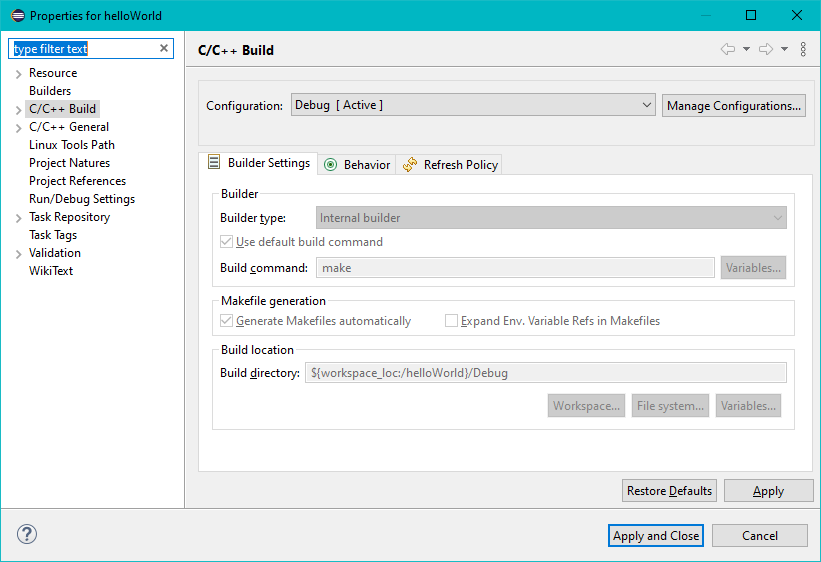 Properties for helloWorld
type filter text
Resource
Builders
C/C++ Build
C/C++ General
Linux Tools Path
Project Natures
Project References
Run/Debug Settings
Task Repository
Task Tags
Validation
WikiText
C/C++ Build
Configuration: Debug [ Active ] Manage Configurations...
Builder Settings Behavior Refresh Policy
Builder
Builder type: Internal builder
Use default build command
Build command: make Variables...
Makefile generation
Generate Makefiles automatically Expand Env. Variable Refs in Makefiles
Build location
Build directory: ${workspace_loc:/helloWorld}/Debug
Workspace... File system... Variables...
Restore Defaults Apply
? Apply and Close Cancel